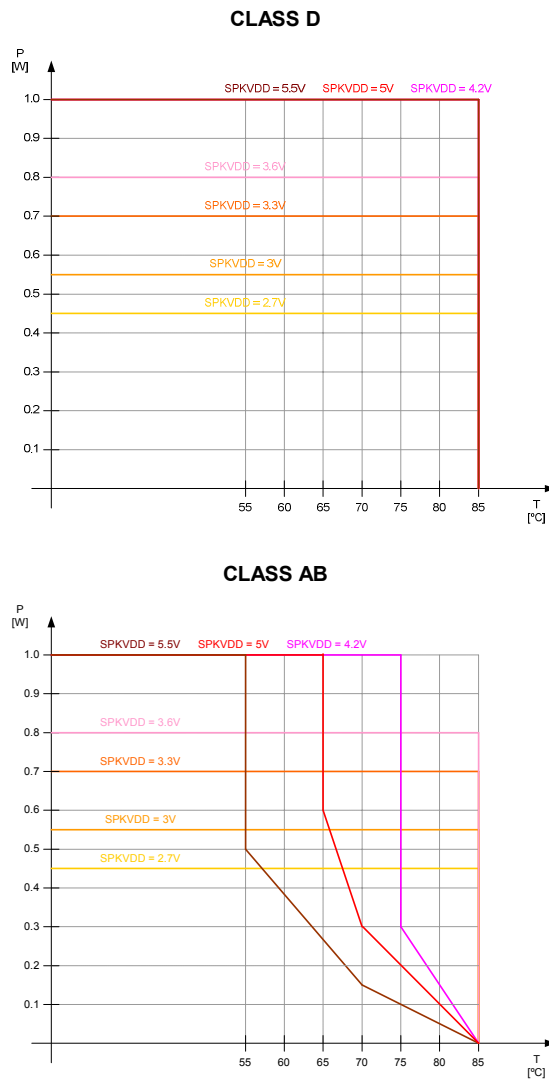 CLASS D
P
[W]
SPKVDD = 5.5V SPKVDD = 5V SPKVDD = 4.2V
1.0
0.9
SPKVDD = 3.6V
0.8
SPKVDD = 3.3V
0.7
0.6
SPKVDD = 3V
0.5
SPKVDD = 2.7V
0.4
0.3
0.2
0.1
55 60 65 70 75 80 85
T
[ºC]
CLASS AB
P
[W]
SPKVDD = 5.5V SPKVDD = 5V SPKVDD = 4.2V
1.0
0.9
SPKVDD = 3.6V
0.8
SPKVDD = 3.3V
0.7
0.6
SPKVDD = 3V
0.5
SPKVDD = 2.7V
0.4
0.3
0.2
0.1
55 60 65 70 75 80 85
T
[ºC]